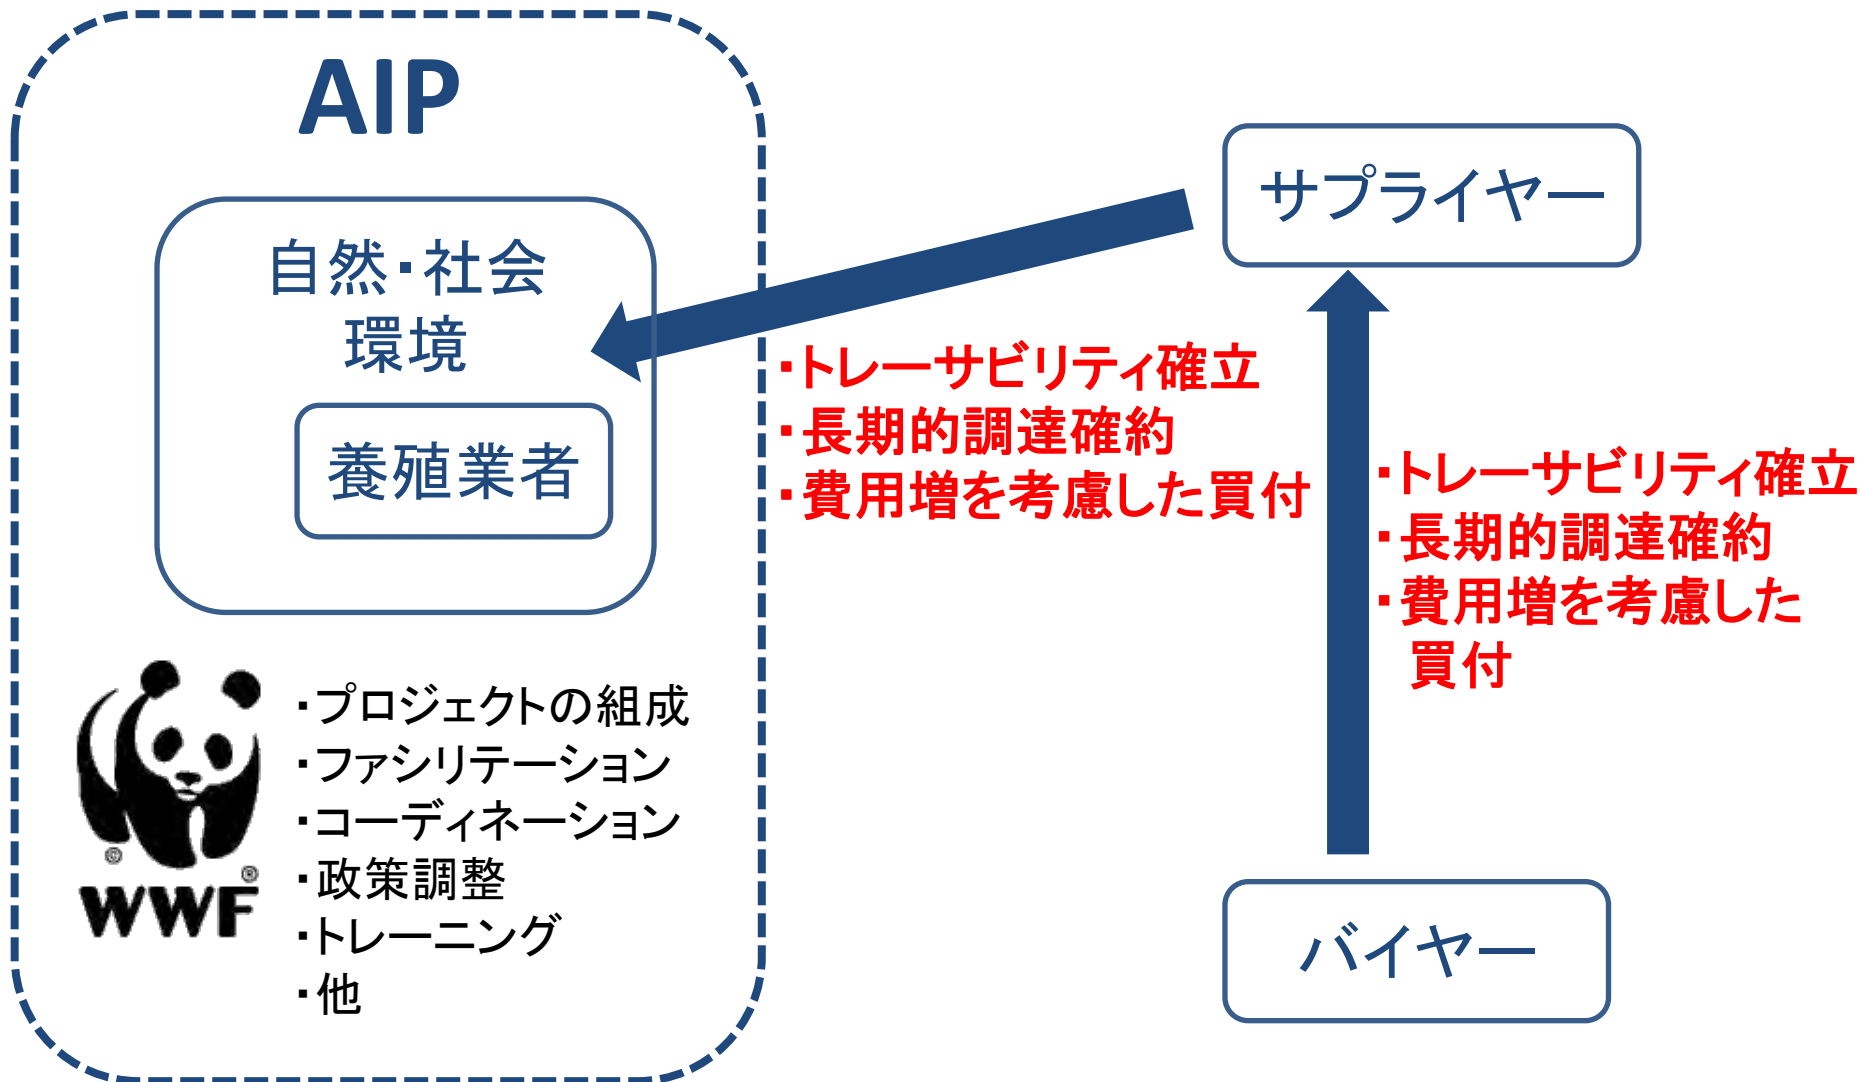 AIP
自然・社会
環境
養殖業者
サプライヤー
・トレーサビリティ確立
・長期的調達確約
・費用増を考慮した買付
・トレーサビリティ確立
・長期的調達確約
・費用増を考慮した
買付
バイヤー
・プロジェクトの組成
・ファシリテーション
・コーディネーション
・政策調整
・トレーニング
・他
©
®
WWF